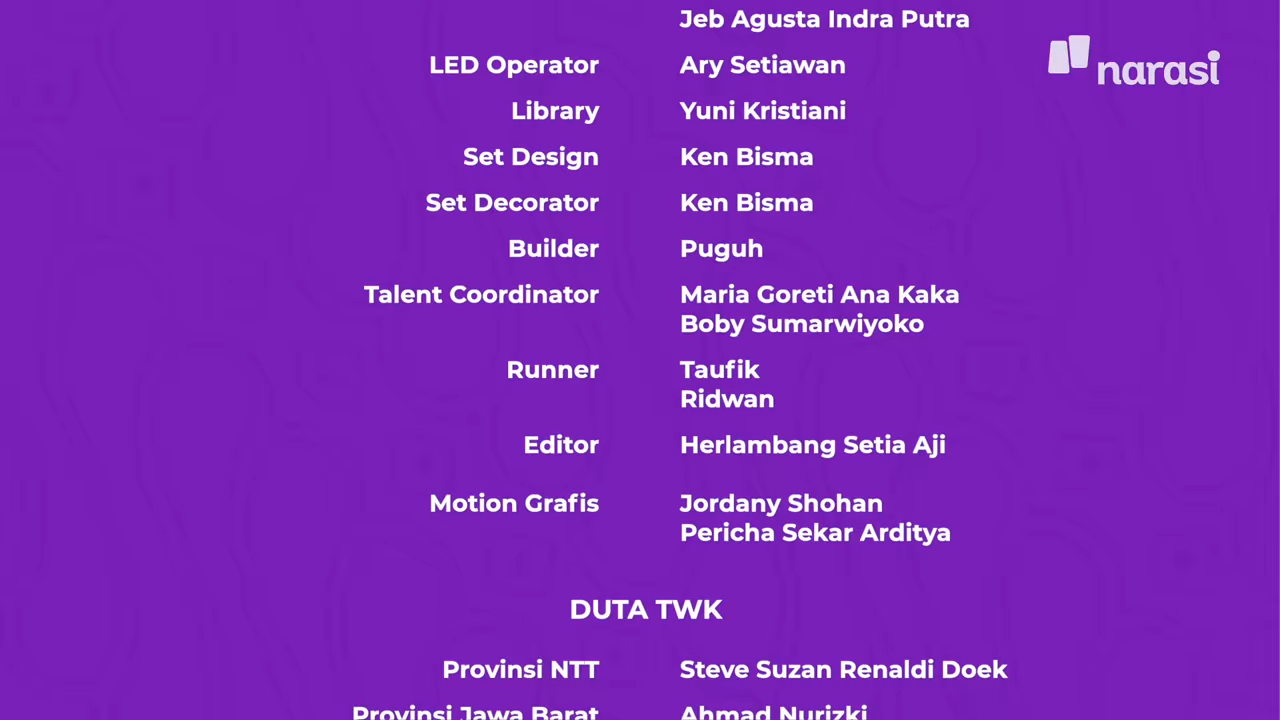 Jeb Agusta Indra Putra
narasi
LED Operator Ary Setiawan
Library Yuni Kristiani
Set Design Ken Bisma
Set Decorator Ken Bisma
Builder Puguh
Talent Coordinator Maria Goreti Ana Kaka
Boby Sumarwiyoko
Runner Taufik
Ridwan
Editor Herlambang Setia Aji
Motion Grafis Jordany Shohan
Pericha Sekar Arditya
DUTA TWK
Provinsi NTT Steve Suzan Renaldi Doek
Provinsi Jawa Barat Ahmad Nurizki